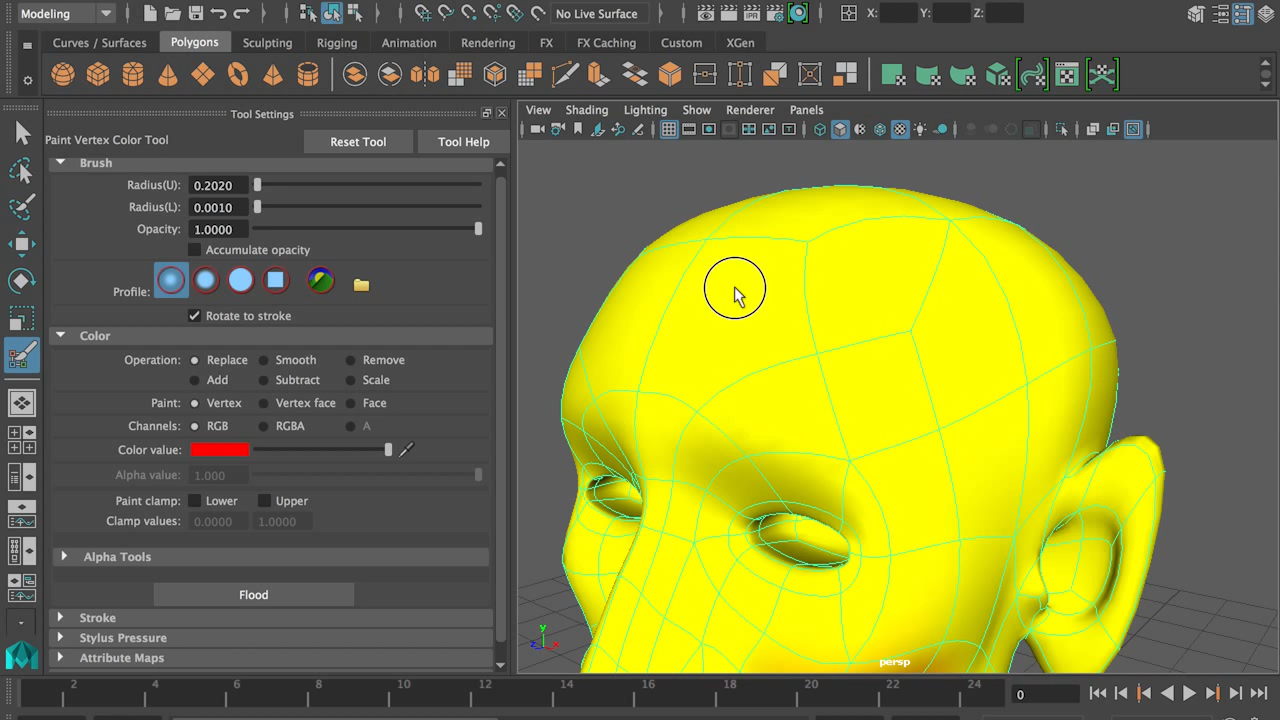 Modeling No Live Surface X: Y: Z:
Curves / Surfaces Polygons Sculpting Rigging Animation Rendering FX FX Caching Custom XGen
Tool Settings
Paint Vertex Color Tool Reset Tool Tool Help
Brush
Radius(U): 0.2020
Radius(L): 0.0010
Opacity: 1.0000
Accumulate opacity
Profile:
Rotate to stroke
Color
Operation: Replace Smooth Remove
Add Subtract Scale
Paint: Vertex Vertex face Face
Channels: RGB RGBA A
Color value:
Alpha value: 1.000
Paint clamp: Lower Upper
Clamp values: 0.0000 1.0000
Alpha Tools
Flood
Stroke
Stylus Pressure
Attribute Maps
View Shading Lighting Show Renderer Panels
IPR
y
z x
persp
2 4 6 8 10 12 14 16 18 20 22 24 0